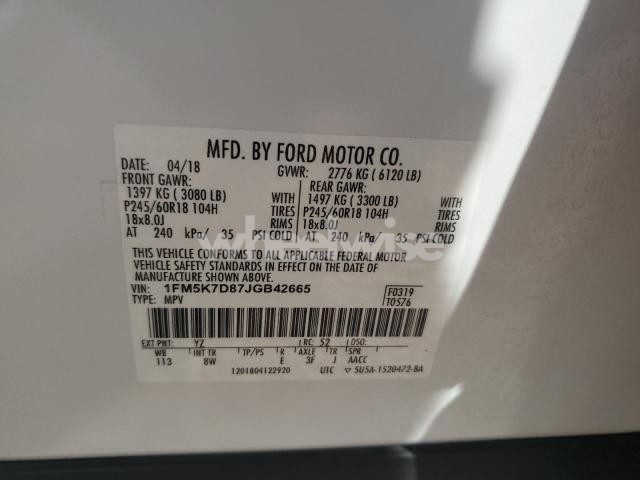 MFD. BY FORD MOTOR CO.
DATE: 04/18 GVWR: 2776 KG ( 6120 LB)
FRONT GAWR: REAR GAWR:
1397 KG ( 3080 LB) WITH 1497 KG ( 3300 LB) WITH
P245/60R18 104H TIRES P245/60R18 104H TIRES
18x8.0J RIMS 18x8.0J RIMS
AT 240 kPa/ 35 PSI COLD AT 240 kPa/ 35 PSI COLD
THIS VEHICLE CONFORMS TO ALL APPLICABLE FEDERAL MOTOR
VEHICLE SAFETY AND BUMPER STANDARDS IN EFFECT ON THE DATE OF
MANUFACTURE SHOWN ABOVE.
VIN: 1FM5K7D87JGB42665 F0319
TYPE: MPV T0576
EXT PNT: YZ RC: 52 DSO:
WB INT TR TP/PS R AXLE TR SPR
113 8W E 3F J AACC
1201804122920 UTC 5U5A-1520472-BA
wheelwise